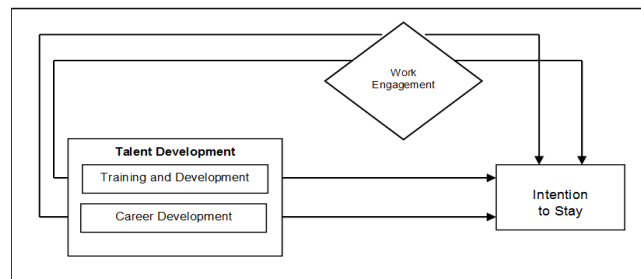 Work
Engagement
Talent Development
Training and Development
Career Development
Intention
to Stay